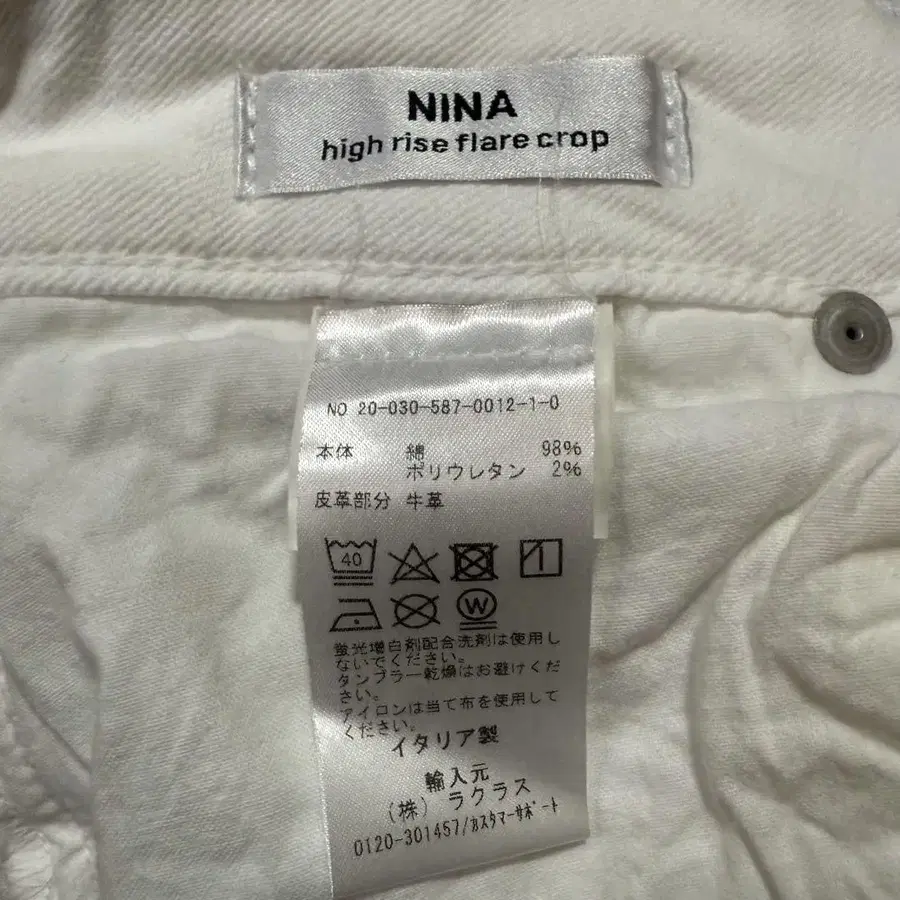 NINA
high rise flare crop
NO 20-030-587-0012-1-0
本体 綿 98%
ポリウレタン 2%
皮革部分 牛革
40
W
蛍光増白剤配合洗剤は使用し
ないでください。
タンブラー乾燥はお避けくだ
さい。
アイロンは当て布を使用して
ください。
イタリア製
輸入元
(株) ラクラス
0120-301457/ｶｽﾀﾏｰｻﾎﾟｰﾄ